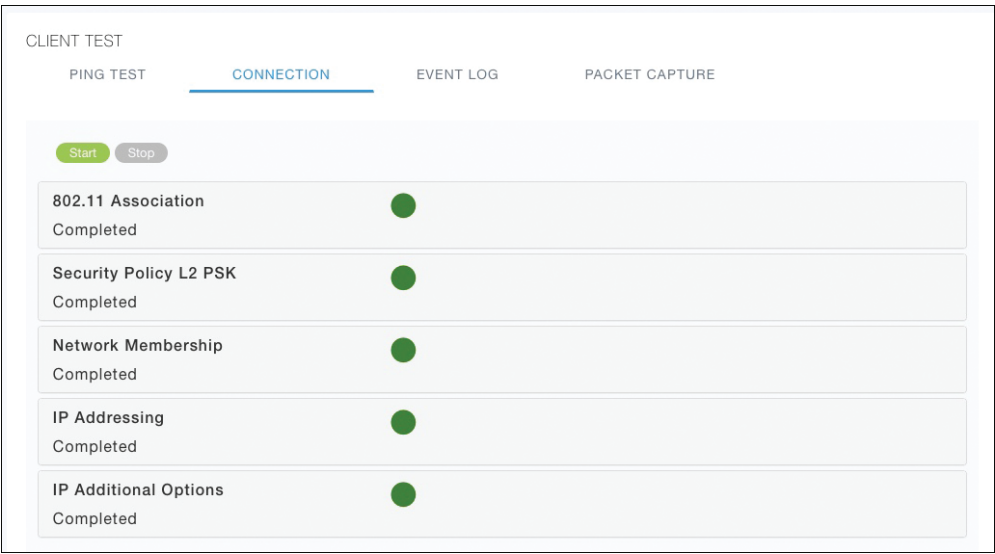 CLIENT TEST
PING TEST CONNECTION EVENT LOG PACKET CAPTURE
Start Stop
802.11 Association
Completed
Security Policy L2 PSK
Completed
Network Membership
Completed
IP Addressing
Completed
IP Additional Options
Completed